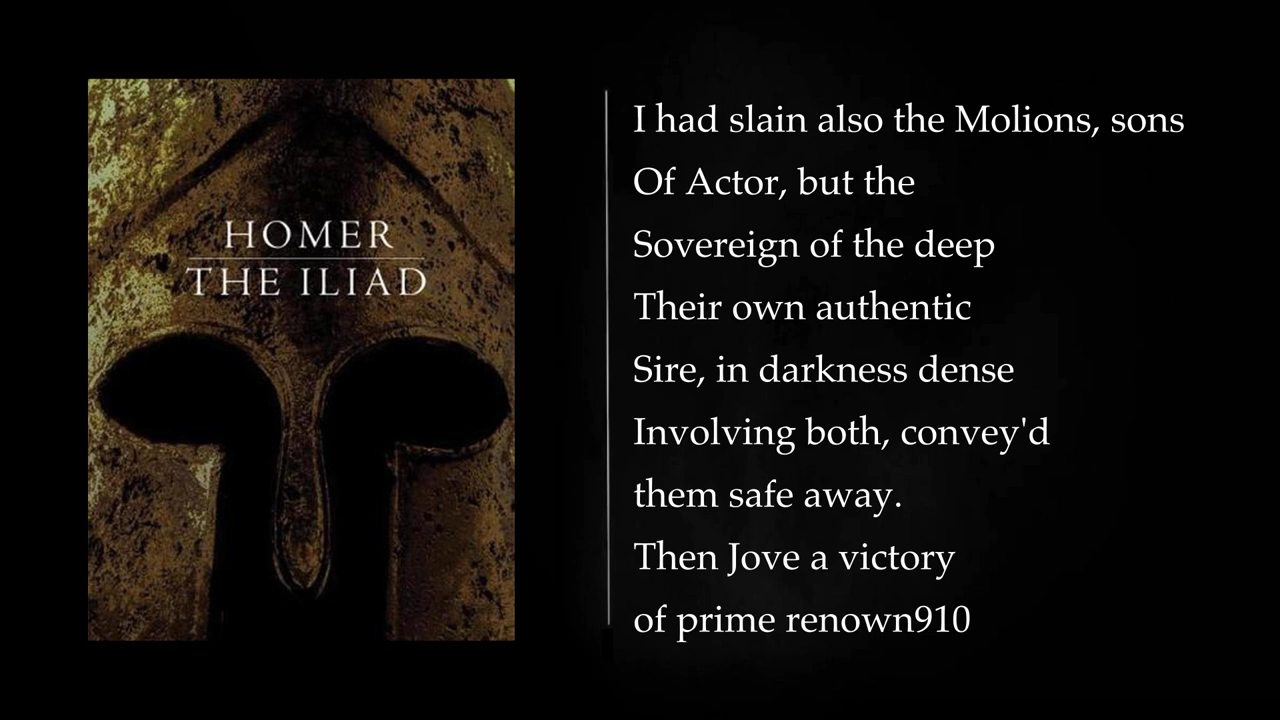 HOMER
THE ILIAD
I had slain also the Molions, sons
Of Actor, but the
Sovereign of the deep
Their own authentic
Sire, in darkness dense
Involving both, convey'd
them safe away.
Then Jove a victory
of prime renown910